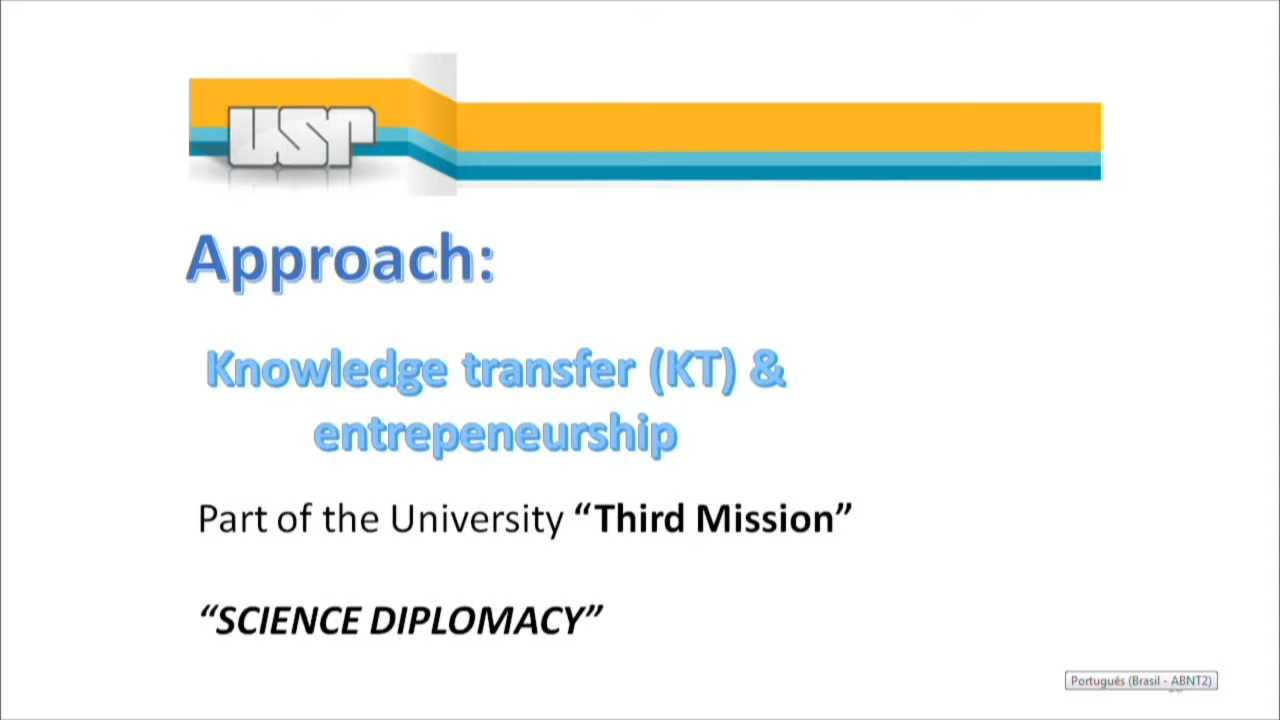 USP
Approach:
Knowledge transfer (KT) &
entrepeneurship
Part of the University “Third Mission”
“SCIENCE DIPLOMACY”
Português (Brasil - ABNT2)